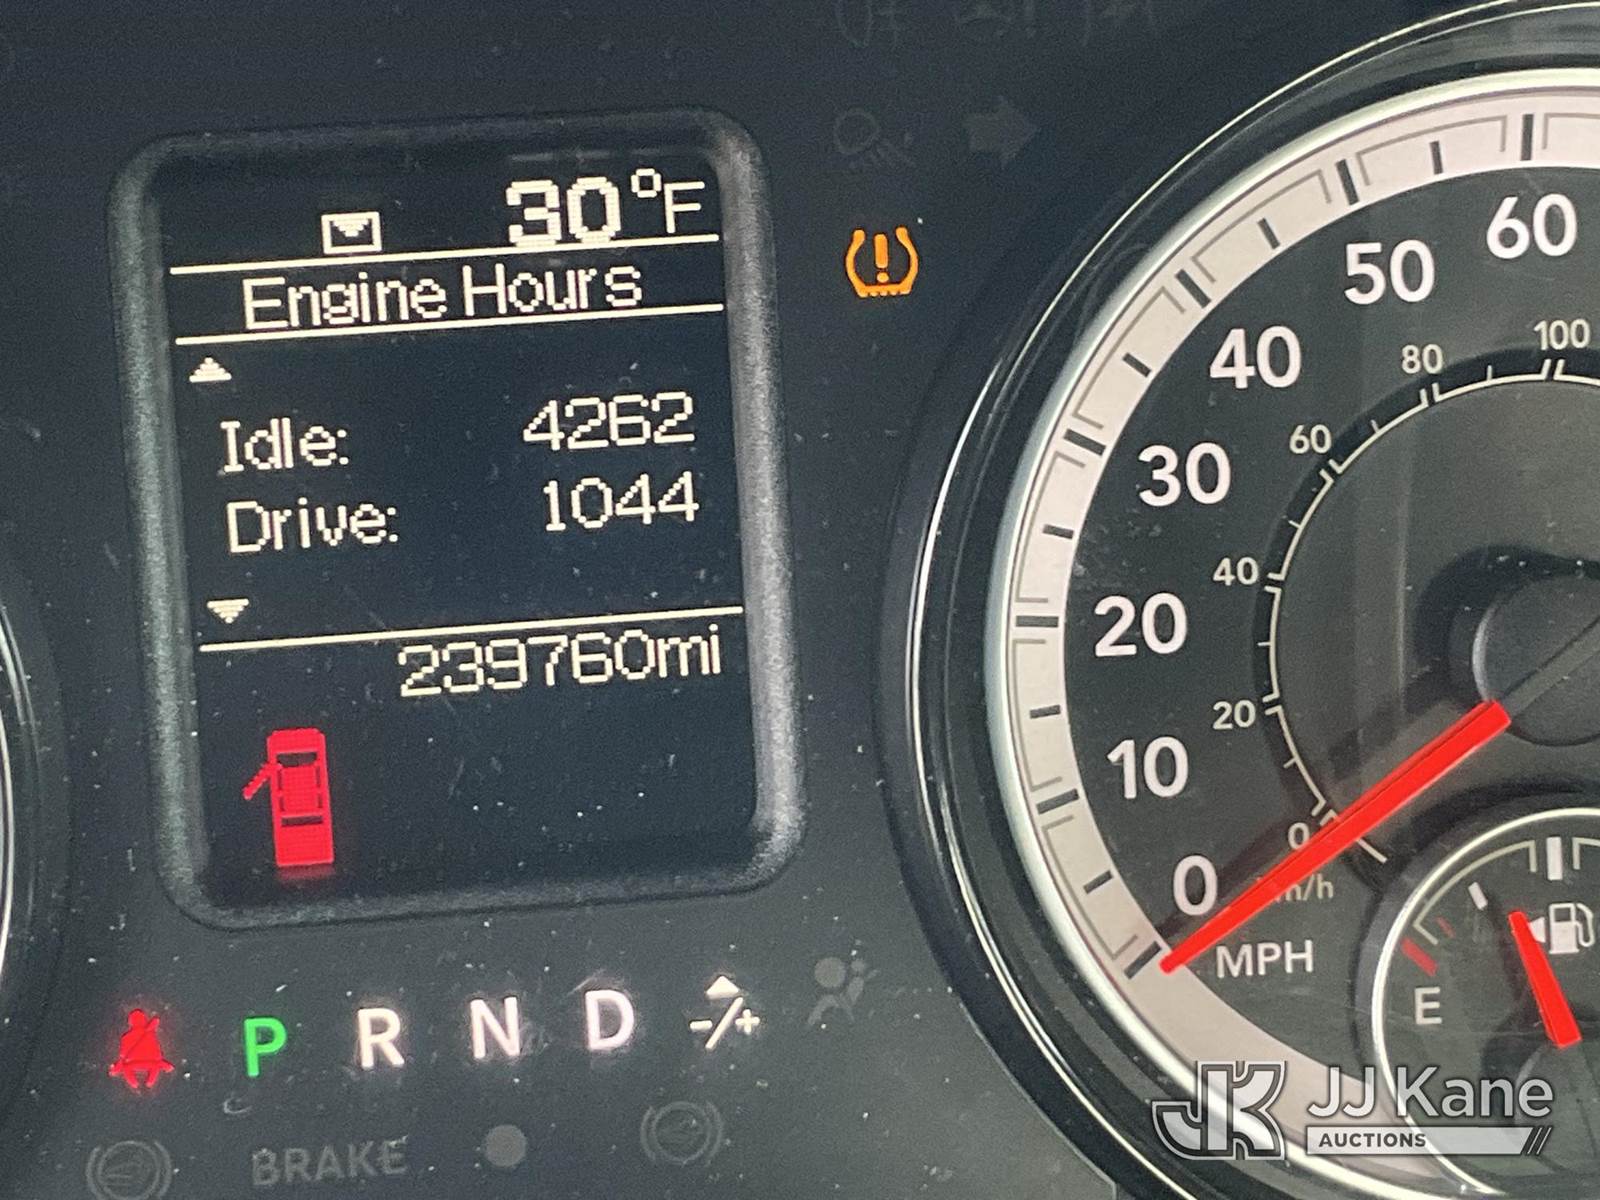 30°F
Engine Hours
Idle: 4262
Drive: 1044
239760mi
P R N D -/+
BRAKE
60
50
40
30
20
10
0
MPH
100
80
60
40
20
0
km/h
E
JK JJ Kane
AUCTIONS